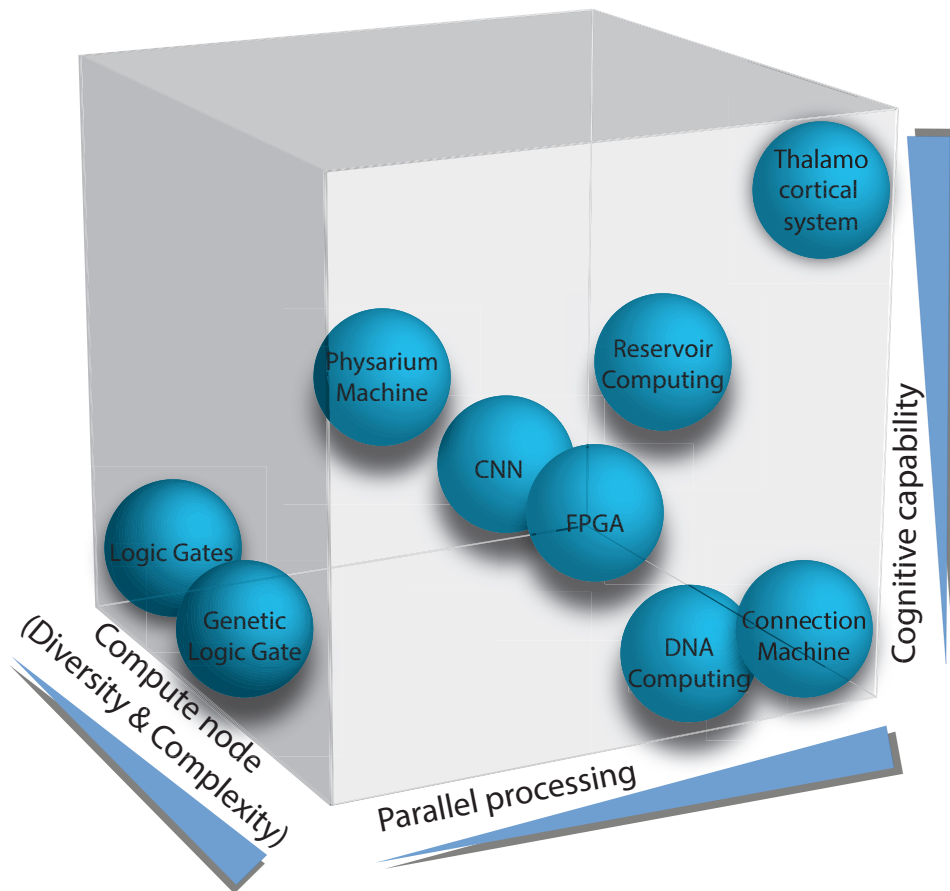 Thalamo
cortical
system
Physarium
Machine
Reservoir
Computing
CNN
FPGA
Logic Gates
Genetic
Logic Gate
DNA
Computing
Connection
Machine
Cognitive capability
Compute node
(Diversity & Complexity)
Parallel processing